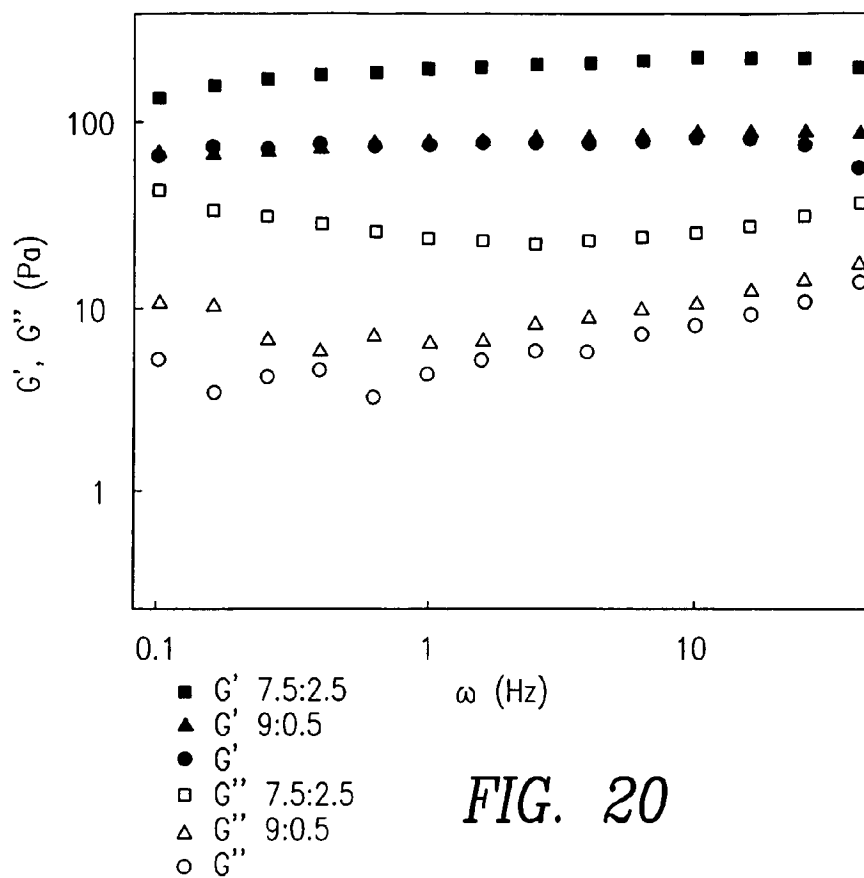 100
10
1
G', G'' (Pa)
0.1 1 10
ω (Hz)
G' 7.5:2.5
G' 9:0.5
G'
G'' 7.5:2.5
G'' 9:0.5
G''
FIG. 20